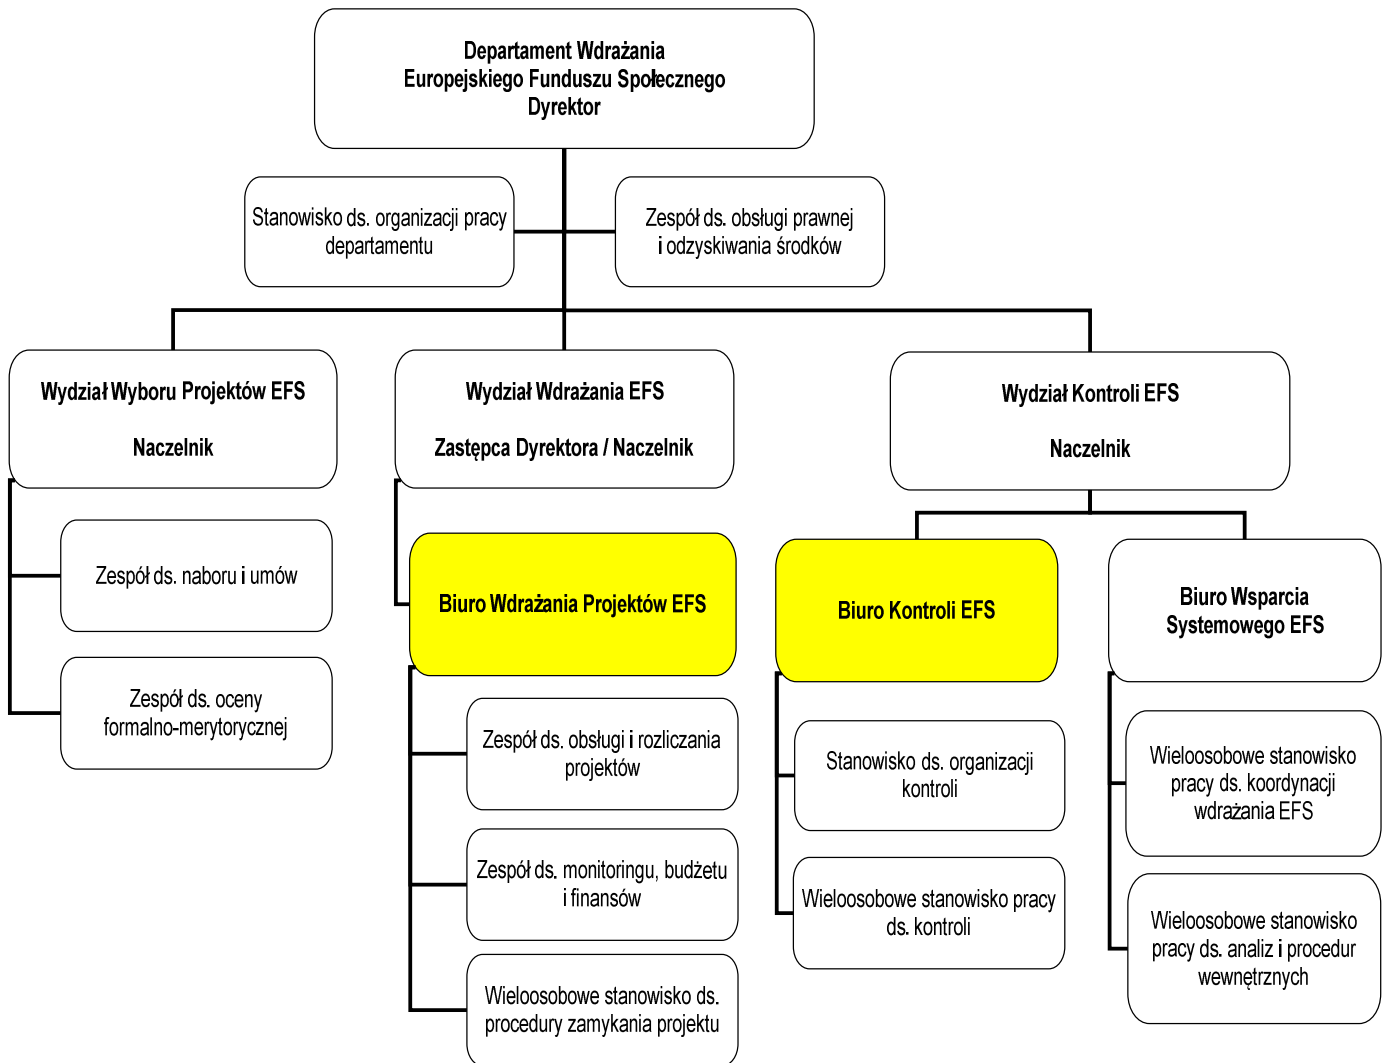 Departament Wdrażania
Europejskiego Funduszu Społecznego
Dyrektor
Stanowisko ds. organizacji pracy
departamentu
Zespół ds. obsługi prawnej
i odzyskiwania środków
Wydział Wyboru Projektów EFS
Naczelnik
Wydział Wdrażania EFS
Zastępca Dyrektora / Naczelnik
Wydział Kontroli EFS
Naczelnik
Zespół ds. naboru i umów
Zespół ds. oceny
formalno-merytorycznej
Biuro Wdrażania Projektów EFS
Zespół ds. obsługi i rozliczania
projektów
Zespół ds. monitoringu, budżetu
i finansów
Wieloosobowe stanowisko ds.
procedury zamykania projektu
Biuro Kontroli EFS
Stanowisko ds. organizacji
kontroli
Wieloosobowe stanowisko pracy
ds. kontroli
Biuro Wsparcia
Systemowego EFS
Wieloosobowe stanowisko
pracy ds. koordynacji
wdrażania EFS
Wieloosobowe stanowisko
pracy ds. analiz i procedur
wewnętrznych